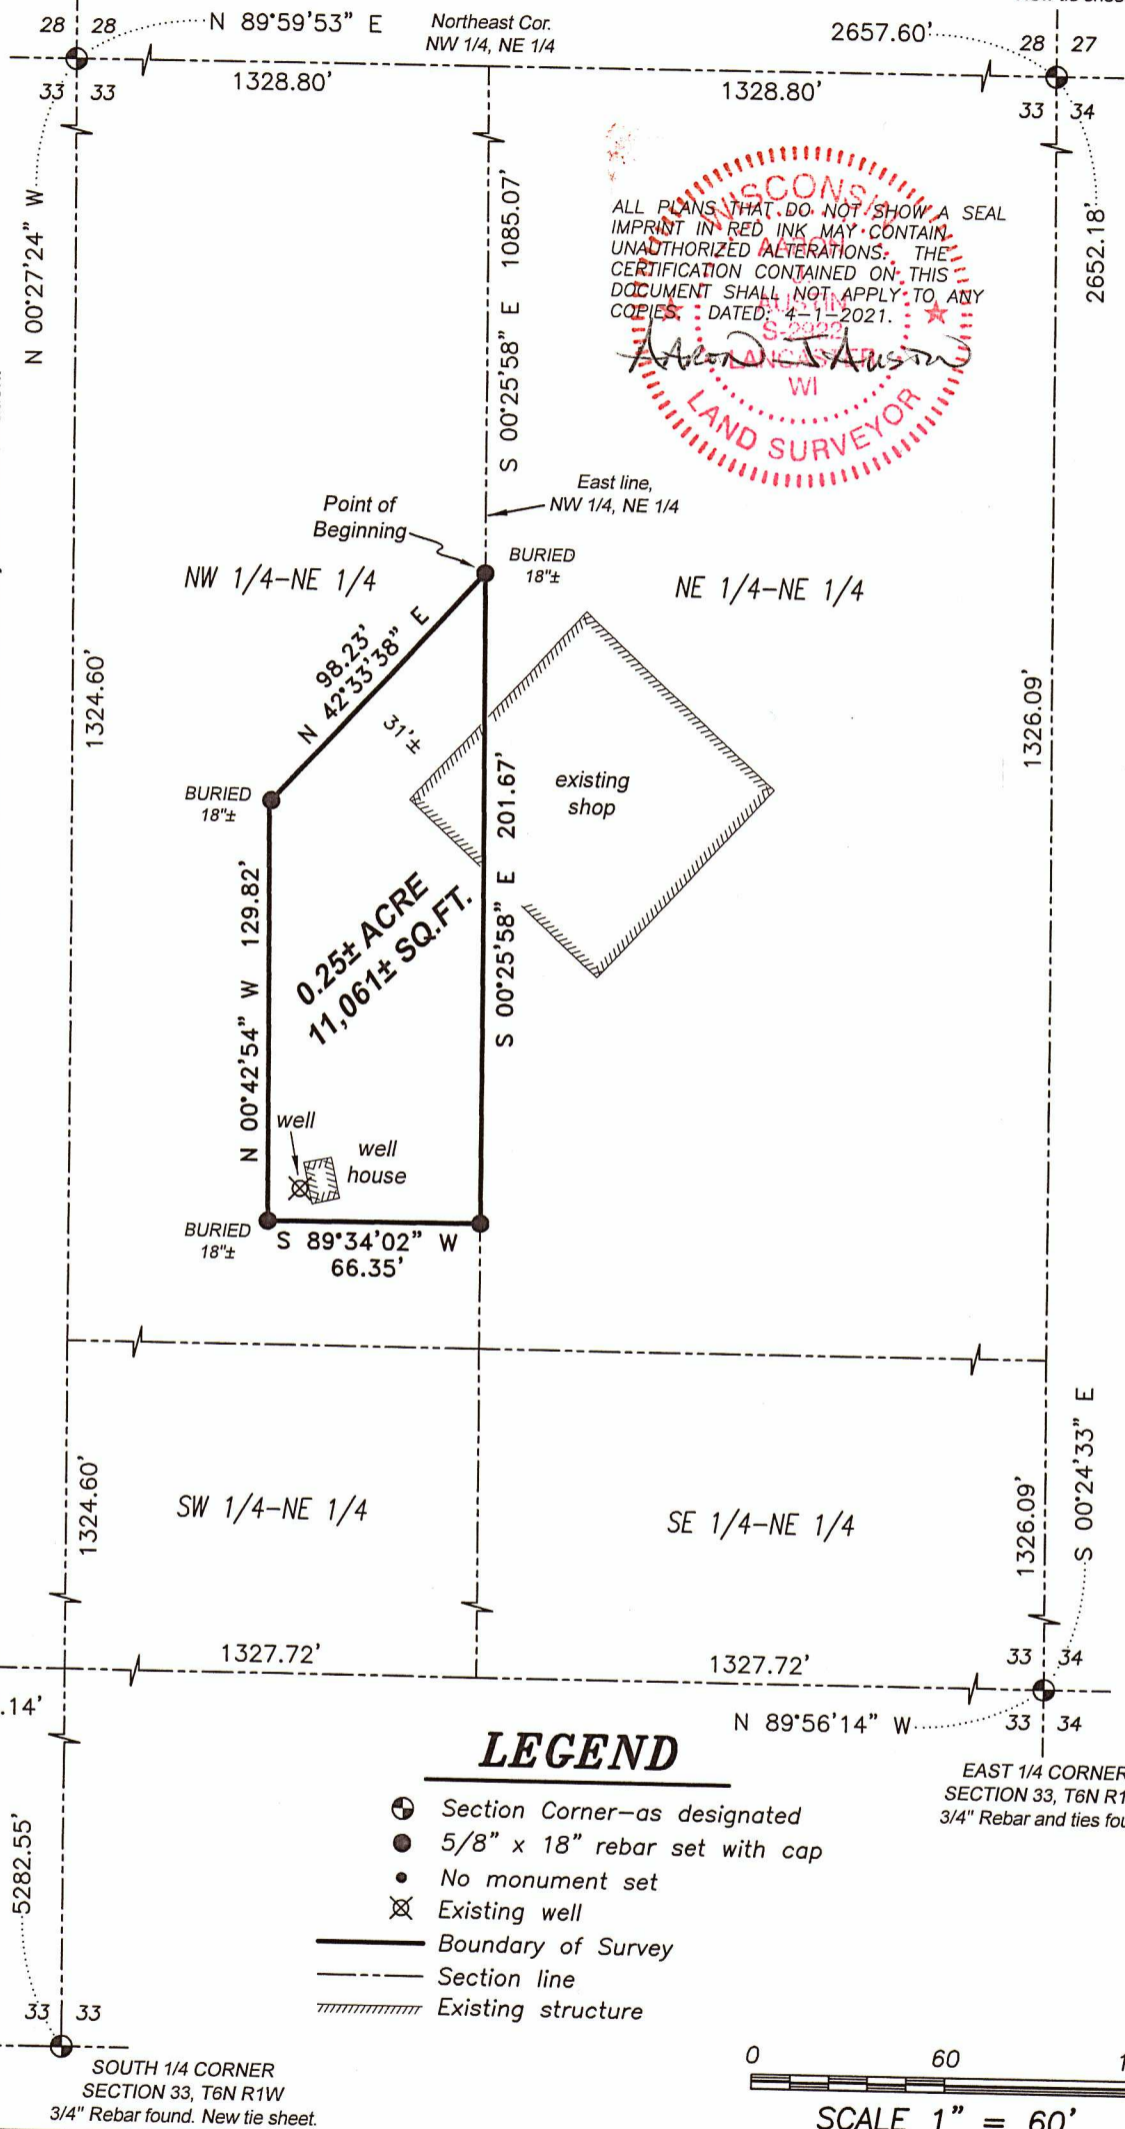 28 28
N 89°59'53" E
Northeast Cor.
NW 1/4, NE 1/4
2657.60'
28 27
33 33
1328.80'
1328.80'
33 34
N 00°27'24" W
S 00°25'58" E 1085.07'
2652.18'
WISCONSIN
AARON
J.
AUSTIN
S-2922
LANCASTER
WI
LAND SURVEYOR
ALL PLANS THAT DO NOT SHOW A SEAL
IMPRINT IN RED INK MAY CONTAIN
UNAUTHORIZED ALTERATIONS. THE
CERTIFICATION CONTAINED ON THIS
DOCUMENT SHALL NOT APPLY TO ANY
COPIES. DATED: 4-1-2021.
Aaron J Austin
East line,
NW 1/4, NE 1/4
Point of
Beginning
BURIED
18"±
NW 1/4-NE 1/4
NE 1/4-NE 1/4
98.23'
N 42°33'38" E
31'±
1324.60'
1326.09'
existing
shop
BURIED
18"±
S 00°25'58" E 201.67'
N 00°42'54" W 129.82'
0.25± ACRE
11,061± SQ.FT.
well
well
house
BURIED
18"±
S 89°34'02" W
66.35'
1324.60'
SW 1/4-NE 1/4
SE 1/4-NE 1/4
1326.09'
S 00°24'33" E
1327.72'
1327.72'
33 34
.14'
N 89°56'14" W
33 34
EAST 1/4 CORNER
SECTION 33, T6N R1
3/4" Rebar and ties fou
LEGEND
Section Corner-as designated
5/8" x 18" rebar set with cap
No monument set
Existing well
Boundary of Survey
Section line
Existing structure
5282.55'
33 33
SOUTH 1/4 CORNER
SECTION 33, T6N R1W
3/4" Rebar found. New tie sheet.
0 60 1
SCALE 1" = 60'